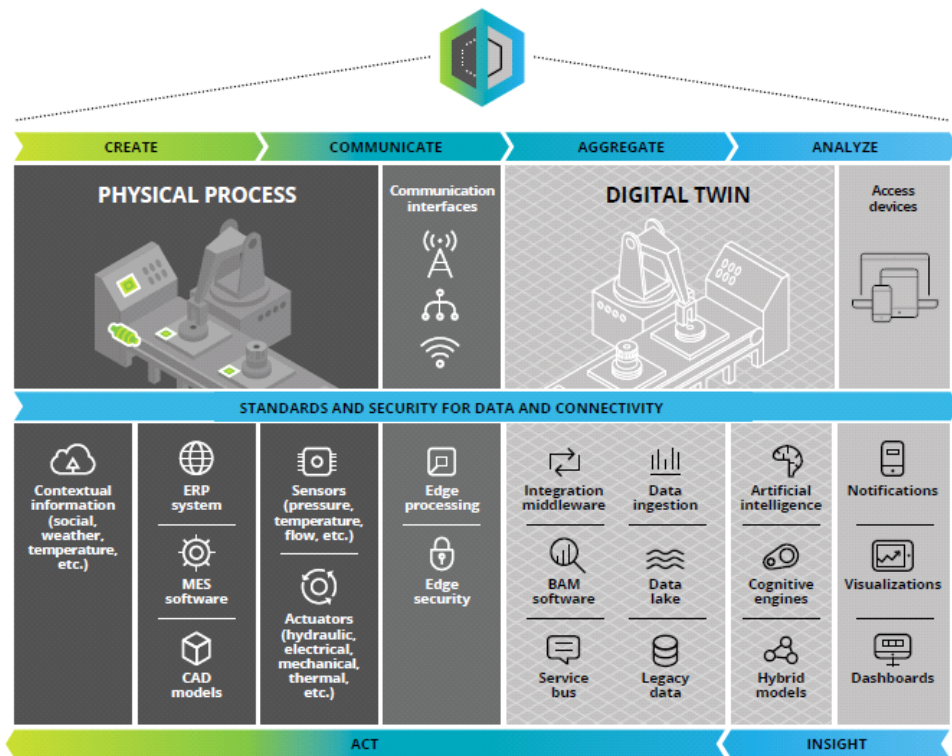 CREATE
COMMUNICATE
AGGREGATE
ANALYZE
PHYSICAL PROCESS
Communication
interfaces
DIGITAL TWIN
Access
devices
STANDARDS AND SECURITY FOR DATA AND CONNECTIVITY
Contextual
information
(social,
weather,
temperature,
etc.)
ERP
system
MES
software
CAD
models
Sensors
(pressure,
temperature,
flow, etc.)
Actuators
(hydraulic,
electrical,
mechanical,
thermal,
etc.)
Edge
processing
Edge
security
Integration
middleware
BAM
software
Service
bus
Data
ingestion
Data
lake
Legacy
data
Artificial
intelligence
Cognitive
engines
Hybrid
models
Notifications
Visualizations
Dashboards
ACT
INSIGHT